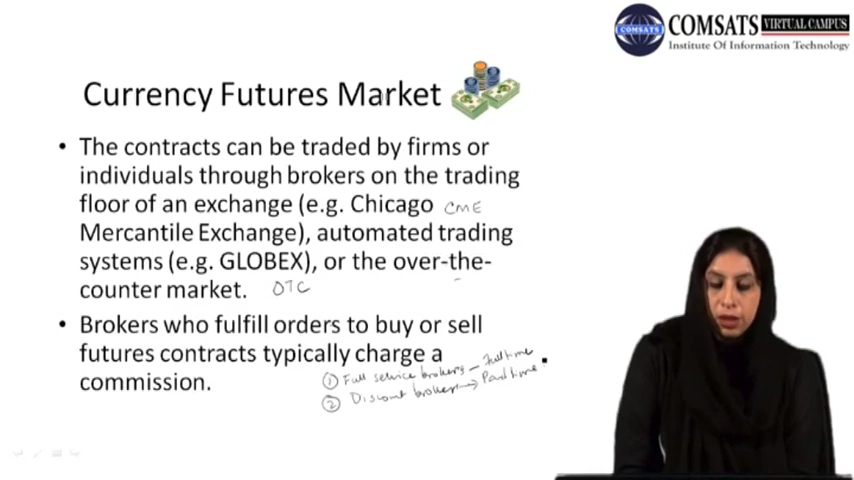 COMSATS VIRTUAL CAMPUS
COMSATS
Institute Of Information Technology
Currency Futures Market
• The contracts can be traded by firms or
individuals through brokers on the trading
floor of an exchange (e.g. Chicago CME
Mercantile Exchange), automated trading
systems (e.g. GLOBEX), or the over-the-
counter market. OTC
• Brokers who fulfill orders to buy or sell
futures contracts typically charge a
commission.
① Full service brokers – Full time
② Discount brokers → Part time